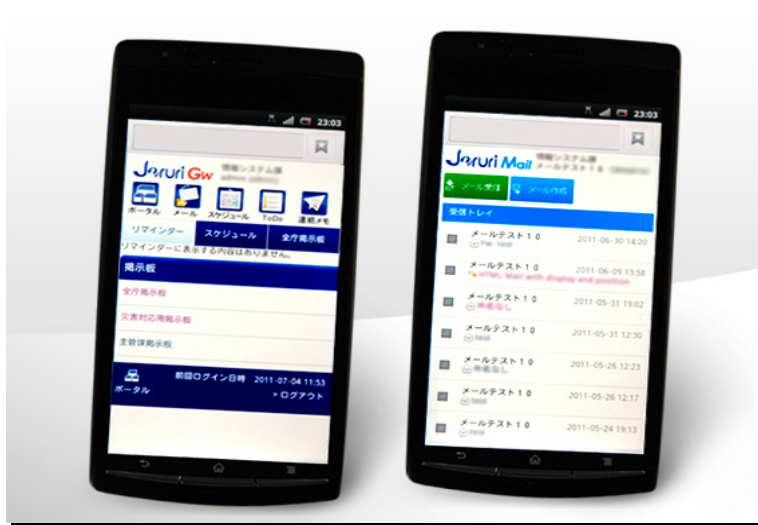 23:03
Joruri Gw
情報システム課
admin (admin)
ポータル メール スケジュール ToDo 連絡メモ
リマインダー スケジュール 全庁掲示板
リマインダーに表示する内容はありません。
掲示板
全庁掲示板
災害対応用掲示板
主管課掲示板
ポータル 前回ログイン日時 2011-07-04 11:53
> ログアウト
23:03
Joruri Mail
情報システム課
メールテスト10
メール受信 メール作成
受信トレイ
メールテスト10 2011-06-30 14:20
Fw: test
メールテスト10 2011-06-09 13:58
HTML Mail with display and position
メールテスト10 2011-05-31 19:02
件名なし
メールテスト10 2011-05-31 12:30
test
メールテスト10 2011-05-26 12:23
件名なし
メールテスト10 2011-05-26 12:17
test
メールテスト10 2011-05-24 19:13
test